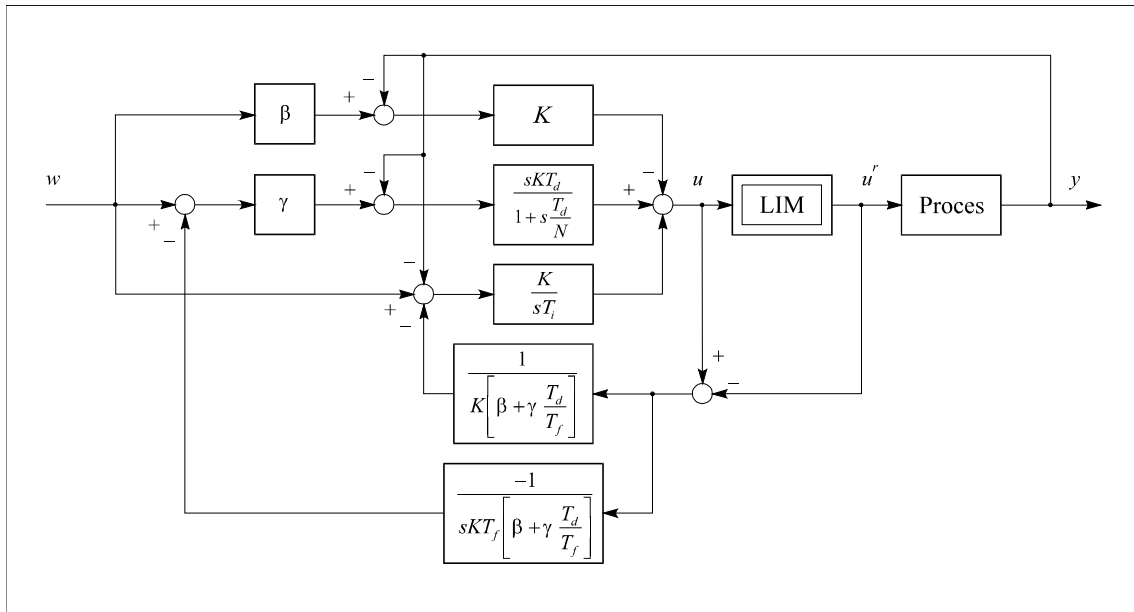 −
+
β
K
−
−
w
+
γ
+
sKT_d / (1 + s T_d/N)
u
LIM
u^r
Proces
y
+
−
−
+
−
K / (sT_i)
+
−
1 / (K[β + γ T_d/T_f])
−1 / (sKT_f[β + γ T_d/T_f])